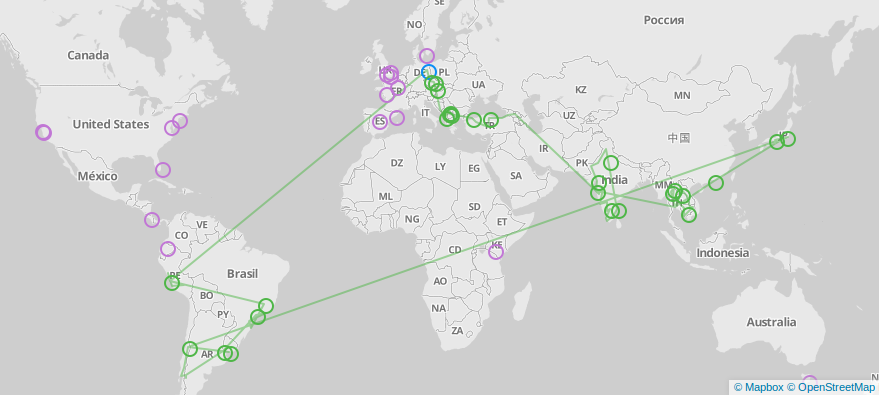 SE
NO
Россия
Canada
UK
DE
PL
UA
KZ
MN
FR
IT
ES
TR
UZ
United States
中国
JP
IR
PK
DZ
LY
EG
SA
India
MM
México
ML
SD
TH
NG
ET
VE
CO
CD
KE
Indonesia
PE
Brasil
BO
AO
PY
NA
Australia
ZA
AR
N
© Mapbox © OpenStreetMap